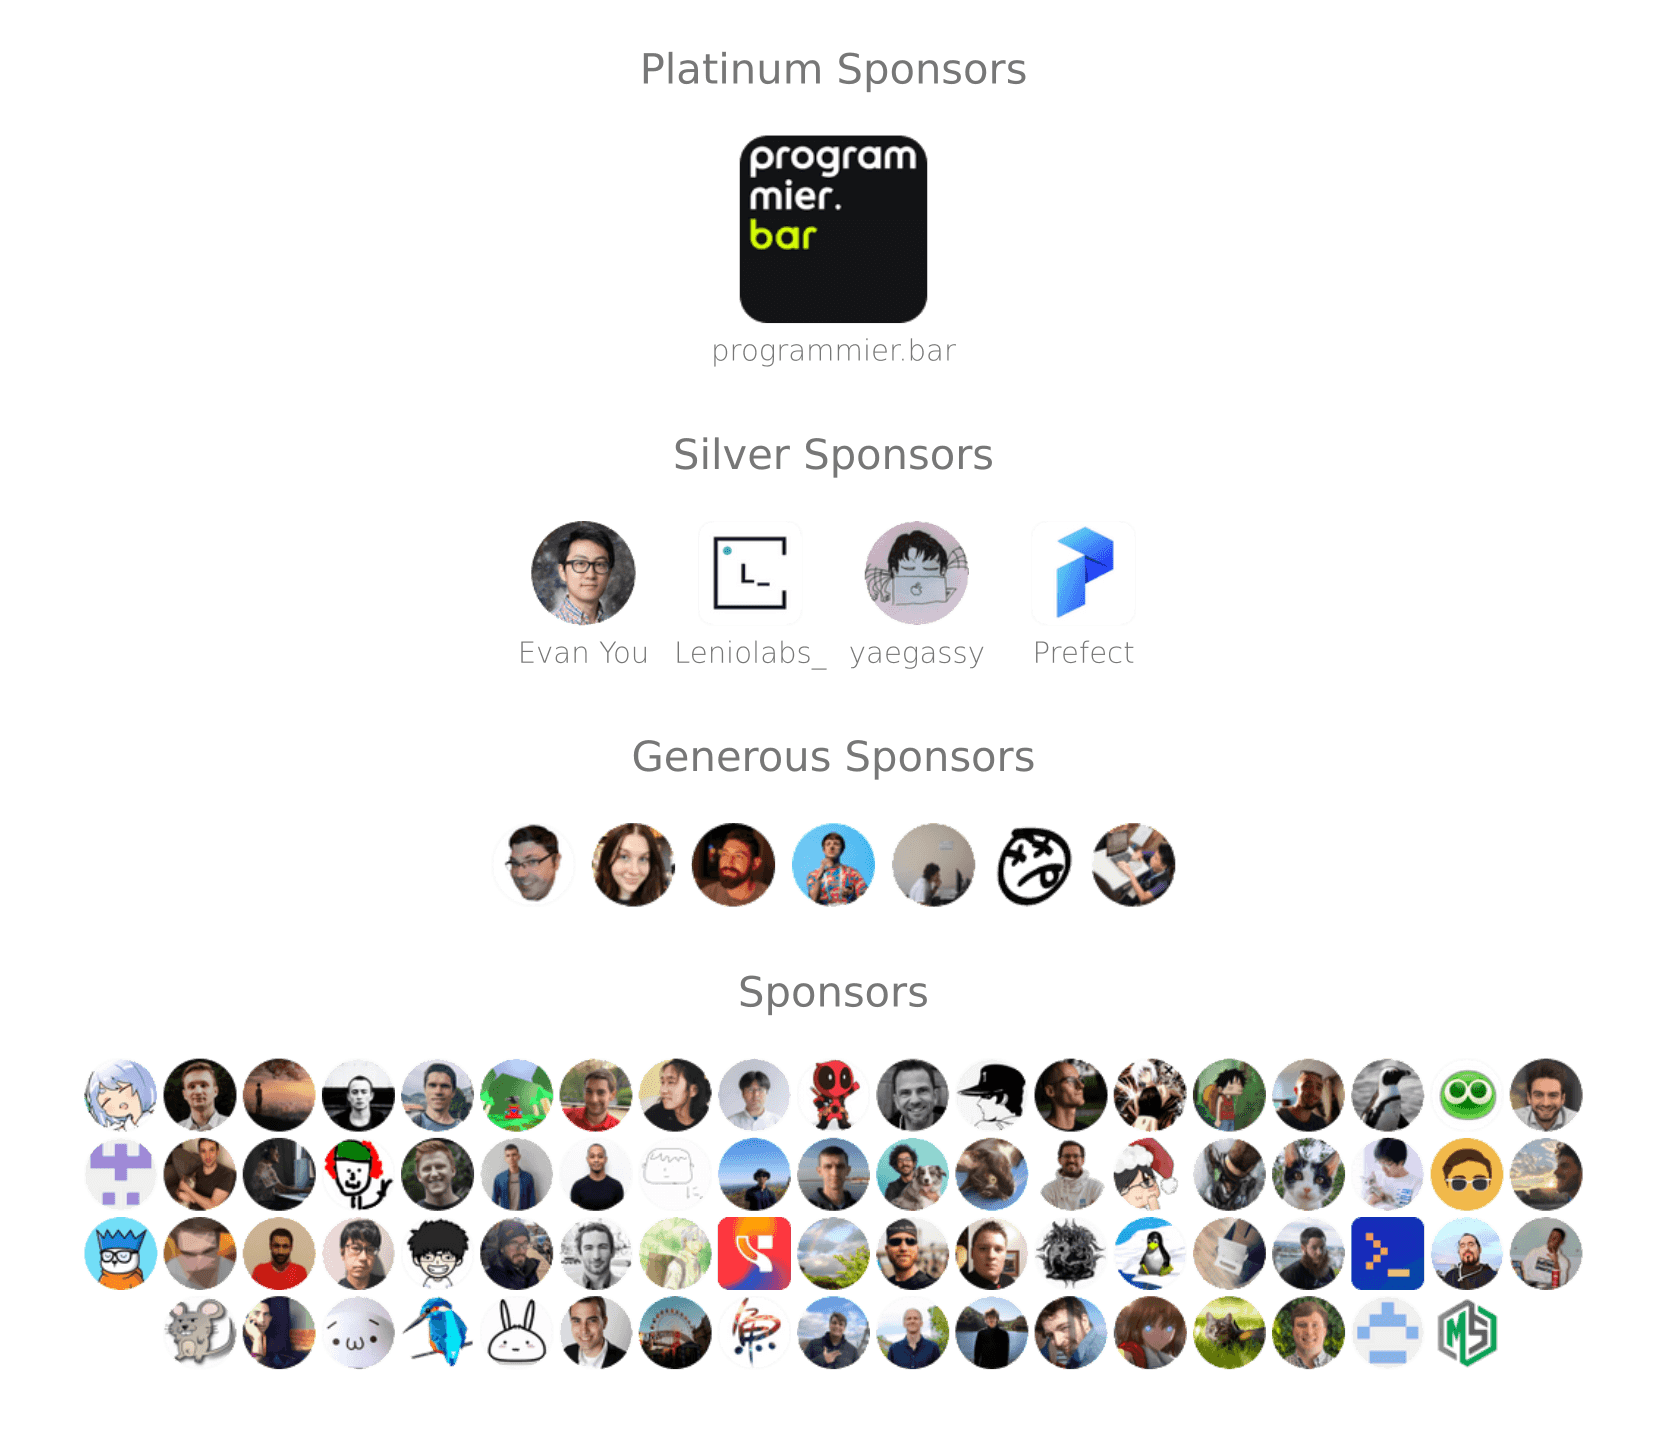 Platinum Sponsors
program
mier.
bar
programmier.bar
Silver Sponsors
L_
Evan You
Leniolabs_
yaegassy
Prefect
Generous Sponsors
Sponsors
MS